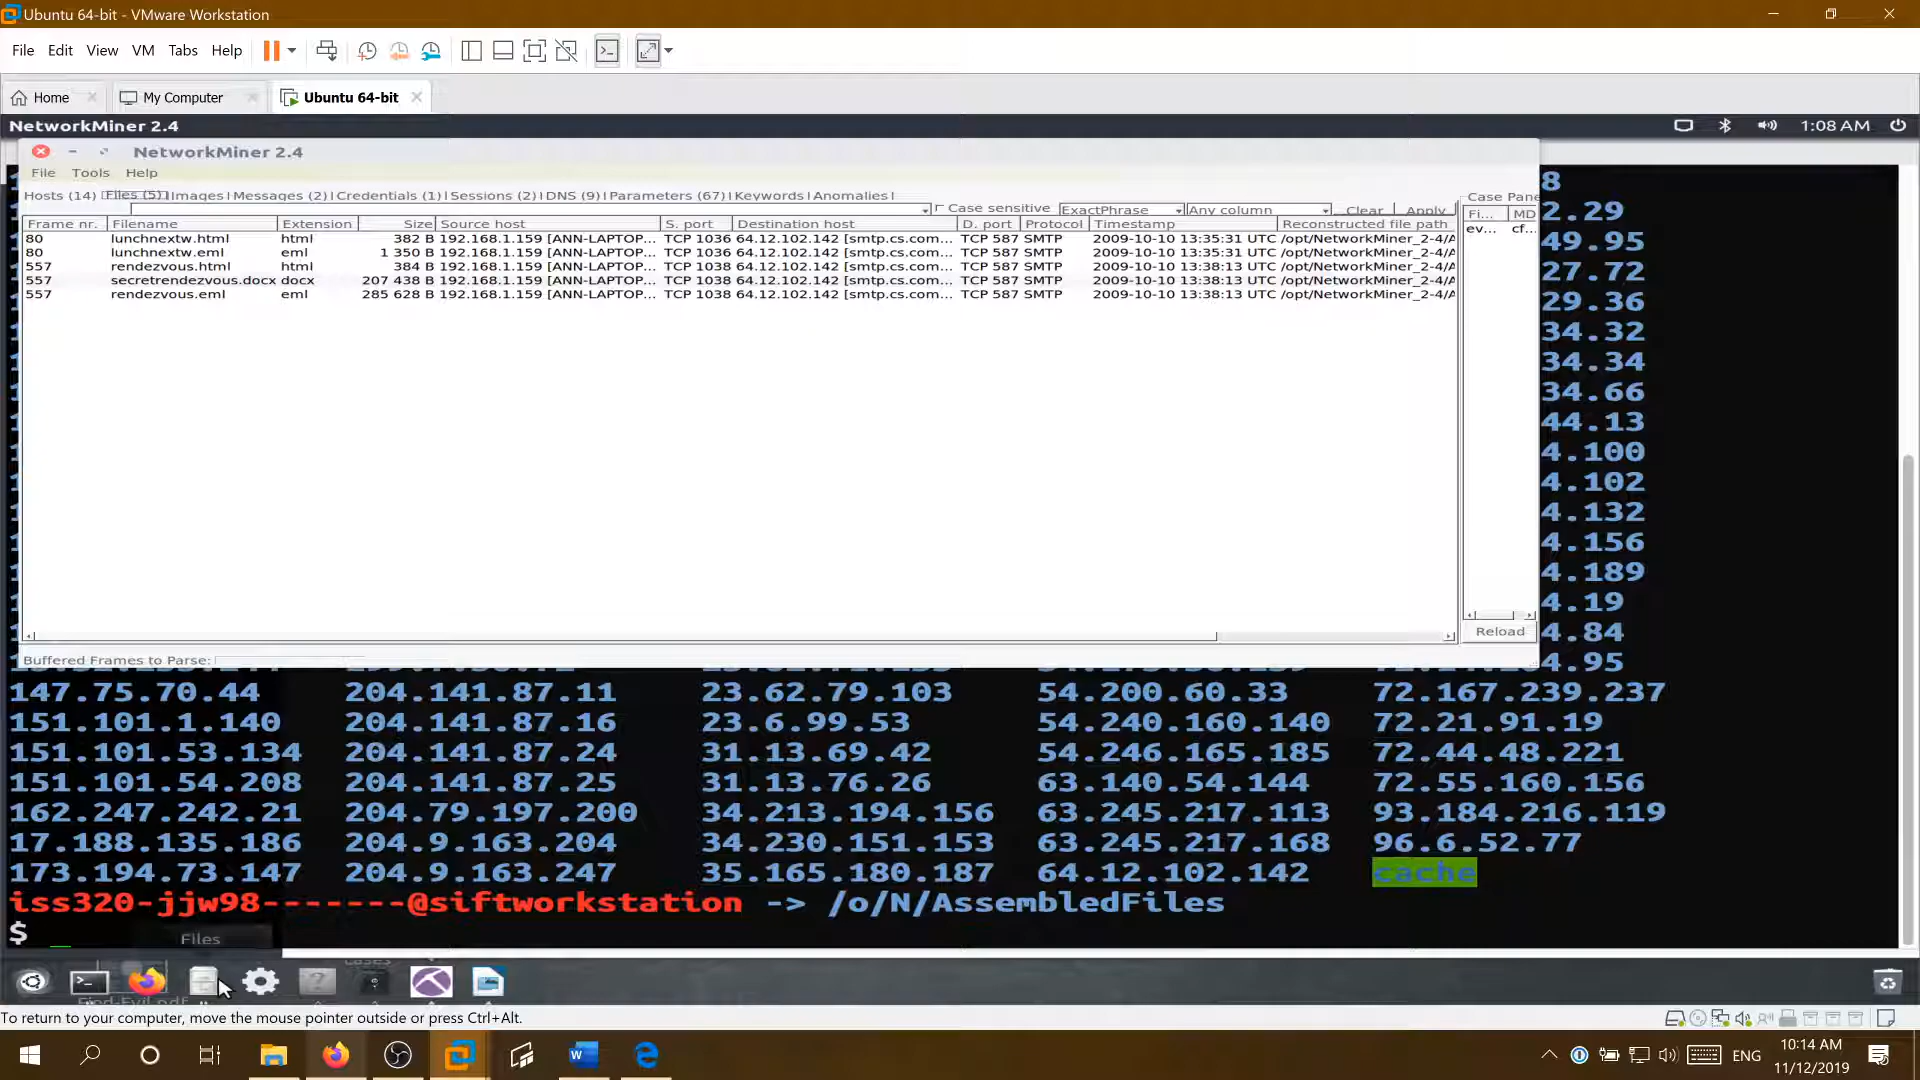 Ubuntu 64-bit - VMware Workstation
File Edit View VM Tabs Help
Home My Computer Ubuntu 64-bit
NetworkMiner 2.4 1:08 AM
NetworkMiner 2.4
File Tools Help
Hosts (14) Files (5) Images Messages (2) Credentials (1) Sessions (2) DNS (9) Parameters (67) Keywords Anomalies
Case Pane
Case sensitive ExactPhrase Any column Clear Apply
Fi... MD
Frame nr. Filename Extension Size Source host S. port Destination host D. port Protocol Timestamp Reconstructed file path
ev... cf...
80 lunchnextw.html html 382 B 192.168.1.159 [ANN-LAPTOP... TCP 1036 64.12.102.142 [smtp.cs.com... TCP 587 SMTP 2009-10-10 13:35:31 UTC /opt/NetworkMiner_2-4/A
80 lunchnextw.eml eml 1 350 B 192.168.1.159 [ANN-LAPTOP... TCP 1036 64.12.102.142 [smtp.cs.com... TCP 587 SMTP 2009-10-10 13:35:31 UTC /opt/NetworkMiner_2-4/A
557 rendezvous.html html 384 B 192.168.1.159 [ANN-LAPTOP... TCP 1038 64.12.102.142 [smtp.cs.com... TCP 587 SMTP 2009-10-10 13:38:13 UTC /opt/NetworkMiner_2-4/A
557 secretrendezvous.docx docx 207 438 B 192.168.1.159 [ANN-LAPTOP... TCP 1038 64.12.102.142 [smtp.cs.com... TCP 587 SMTP 2009-10-10 13:38:13 UTC /opt/NetworkMiner_2-4/A
557 rendezvous.eml eml 285 628 B 192.168.1.159 [ANN-LAPTOP... TCP 1038 64.12.102.142 [smtp.cs.com... TCP 587 SMTP 2009-10-10 13:38:13 UTC /opt/NetworkMiner_2-4/A
8
2.29
49.95
27.72
29.36
34.32
34.34
34.66
44.13
4.100
4.102
4.132
4.156
4.189
4.19
4.84
Reload
Buffered Frames to Parse:
4.95
147.75.70.44 204.141.87.11 23.62.79.103 54.200.60.33 72.167.239.237
151.101.1.140 204.141.87.16 23.6.99.53 54.240.160.140 72.21.91.19
151.101.53.134 204.141.87.24 31.13.69.42 54.246.165.185 72.44.48.221
151.101.54.208 204.141.87.25 31.13.76.26 63.140.54.144 72.55.160.156
162.247.242.21 204.79.197.200 34.213.194.156 63.245.217.113 93.184.216.119
17.188.135.186 204.9.163.204 34.230.151.153 63.245.217.168 96.6.52.77
173.194.73.147 204.9.163.247 35.165.180.187 64.12.102.142 cache
iss320-jjw98-------@siftworkstation -> /o/N/AssembledFiles
$
Files
Find-Evil.pdf
To return to your computer, move the mouse pointer outside or press Ctrl+Alt.
ENG
10:14 AM
11/12/2019